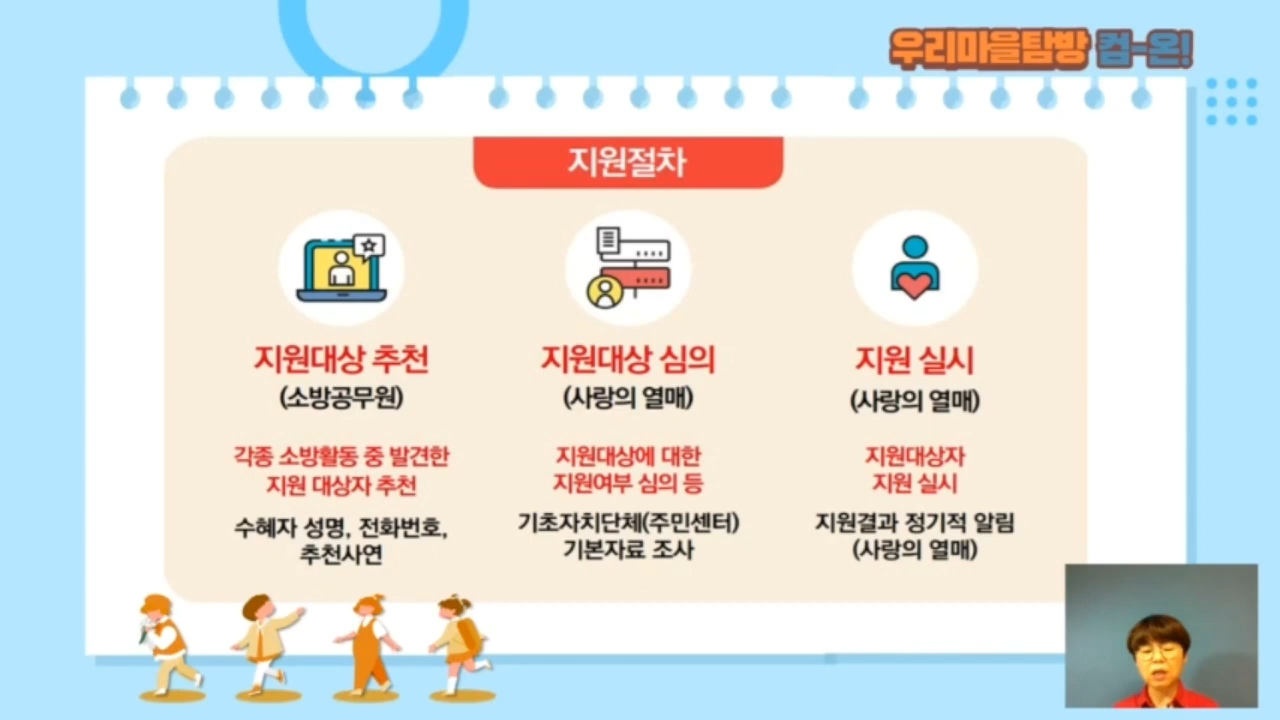 우리마을탐방 컴-온!
지원절차
지원대상 추천
(소방공무원)
각종 소방활동 중 발견한
지원 대상자 추천
수혜자 성명, 전화번호,
추천사연
지원대상 심의
(사랑의 열매)
지원대상에 대한
지원여부 심의 등
기초자치단체(주민센터)
기본자료 조사
지원 실시
(사랑의 열매)
지원대상자
지원 실시
지원결과 정기적 알림
(사랑의 열매)